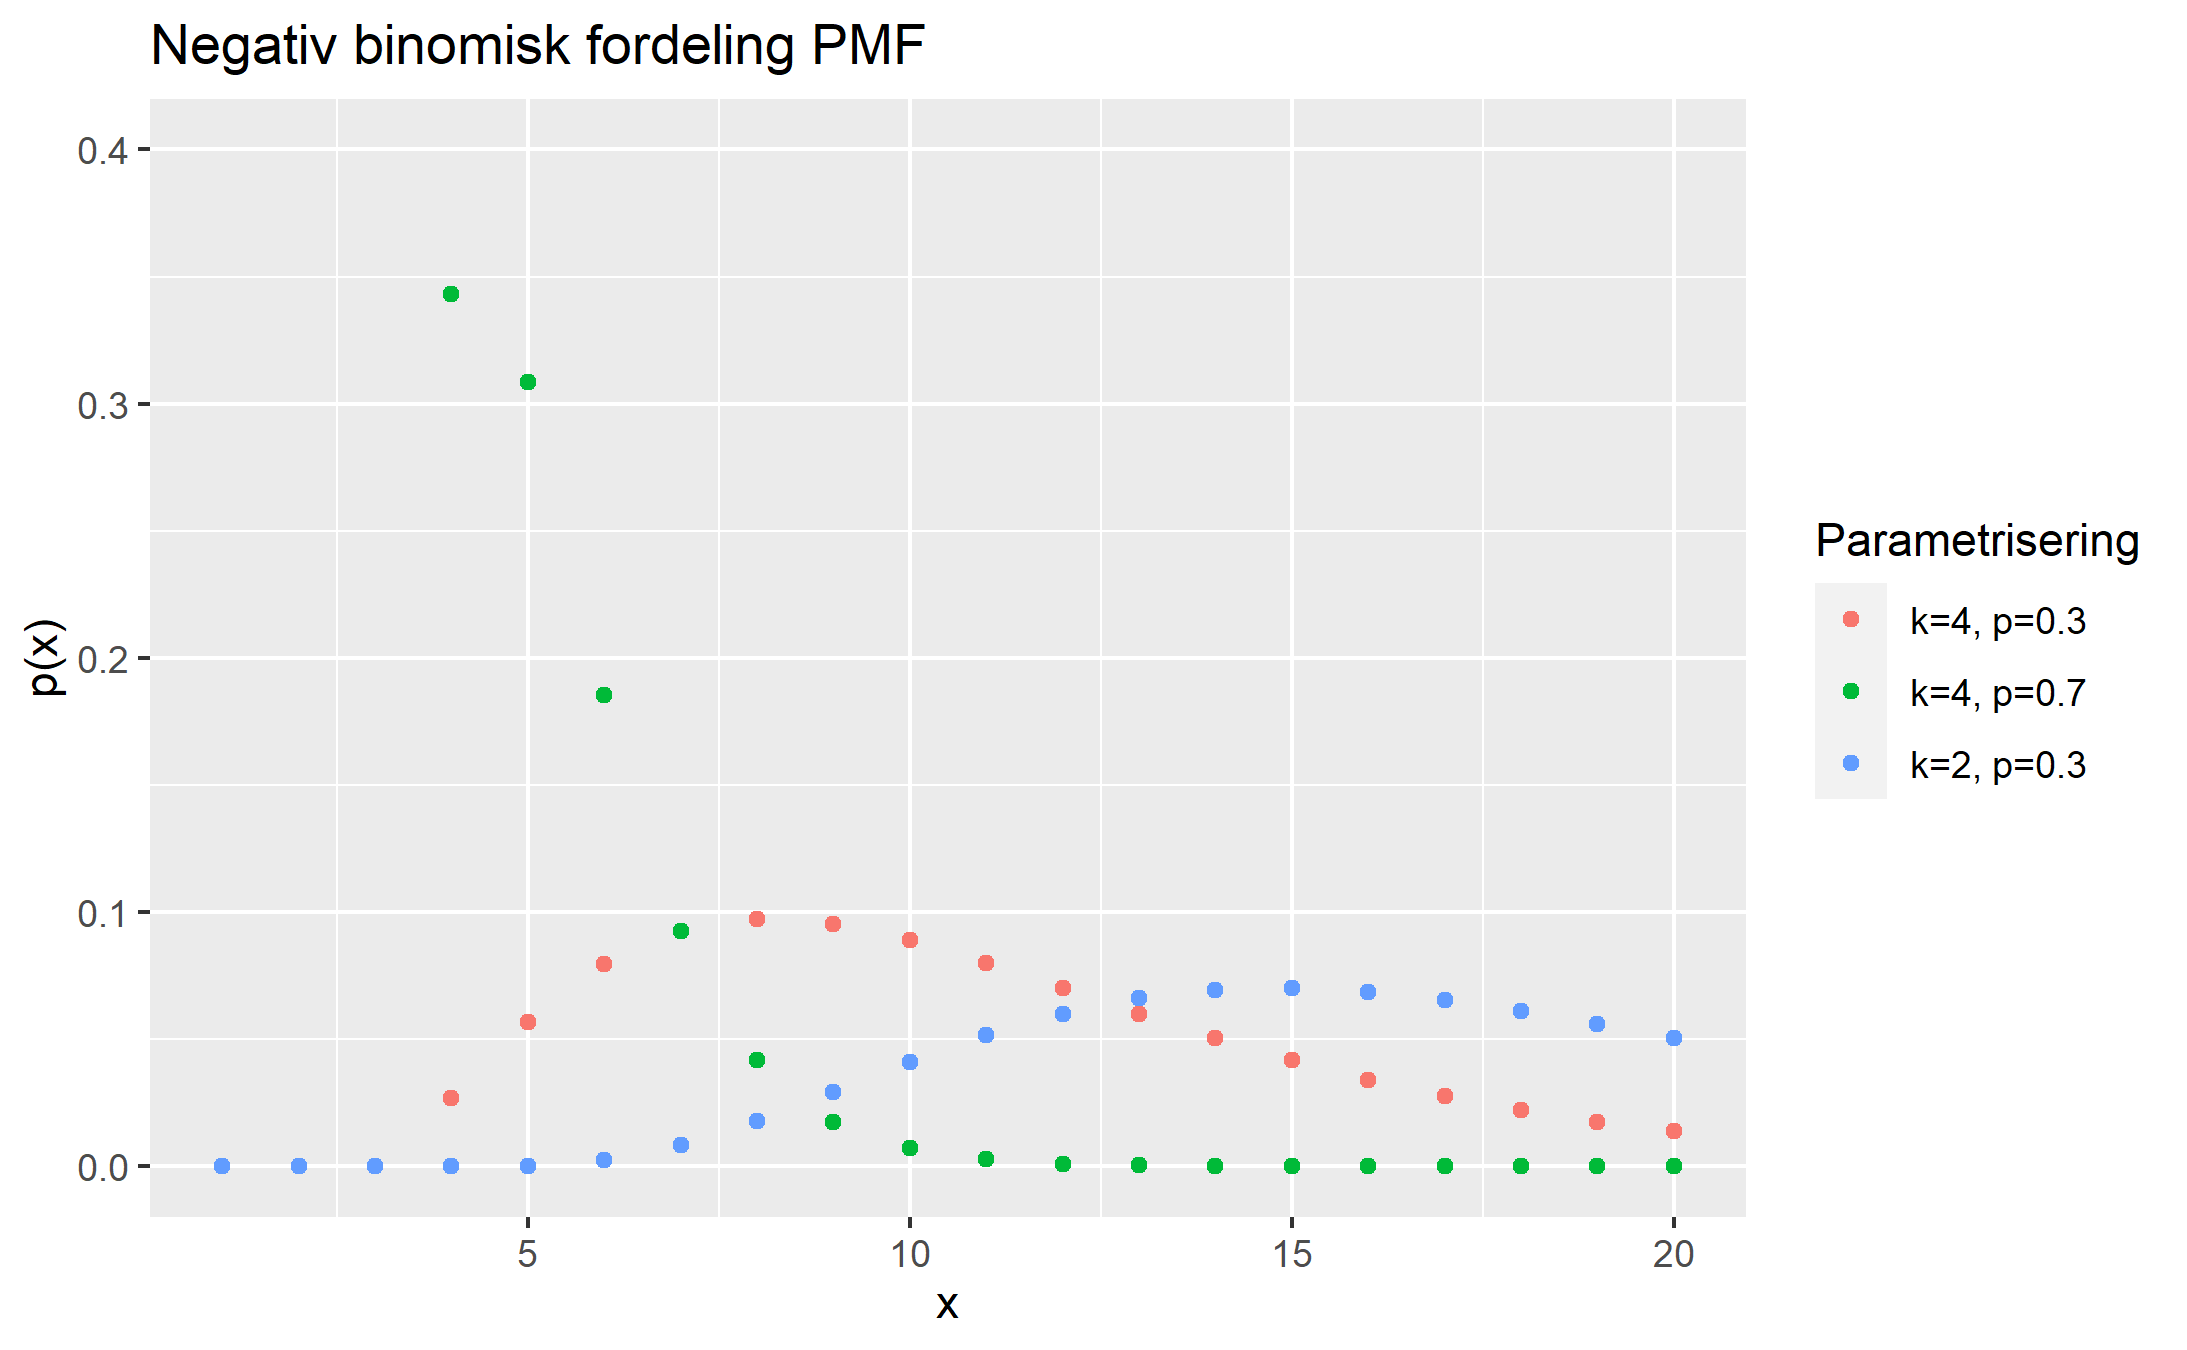 Negativ binomisk fordeling PMF
p(x)
0.4
0.3
0.2
0.1
0.0
5 10 15 20
x
Parametrisering
k=4, p=0.3
k=4, p=0.7
k=2, p=0.3